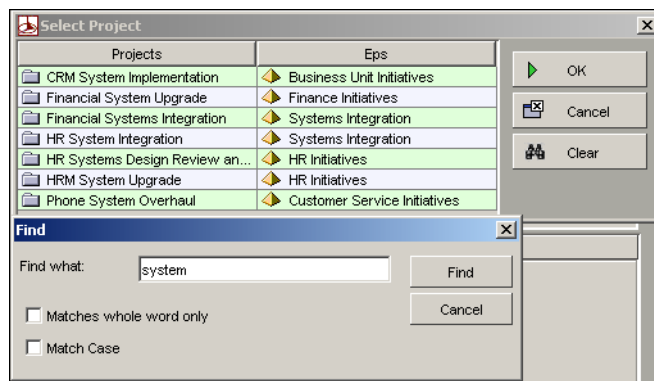 Select Project
Projects Eps
CRM System Implementation Business Unit Initiatives
Financial System Upgrade Finance Initiatives
Financial Systems Integration Systems Integration
HR System Integration Systems Integration
HR Systems Design Review an... HR Initiatives
HRM System Upgrade HR Initiatives
Phone System Overhaul Customer Service Initiatives
OK
Cancel
Clear
Find
Find what: system
Find
Cancel
Matches whole word only
Match Case